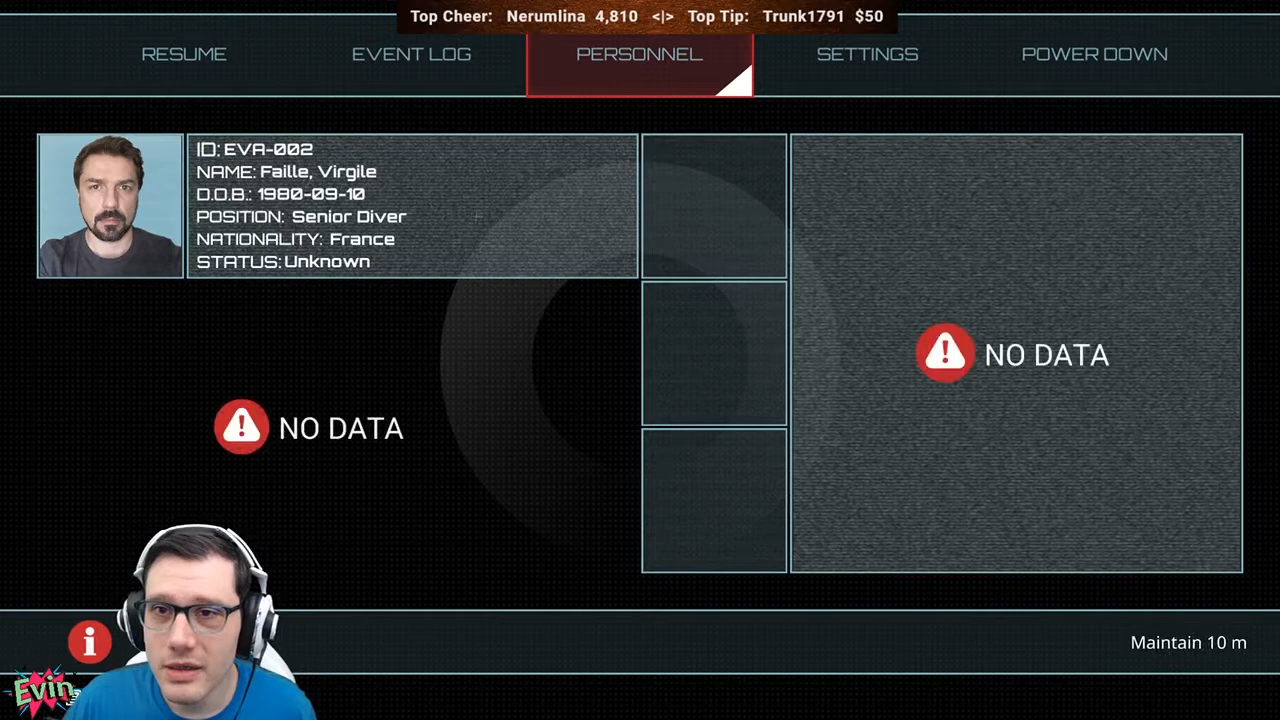 Top Cheer: Nerumlina 4,810 <|> Top Tip: Trunk1791 $50
RESUME
EVENT LOG
PERSONNEL
SETTINGS
POWER DOWN
ID: EVA-002
NAME: Faille, Virgile
D.O.B.: 1980-09-10
POSITION: Senior Diver
NATIONALITY: France
STATUS: Unknown
NO DATA
NO DATA
Maintain 10 m
Evin